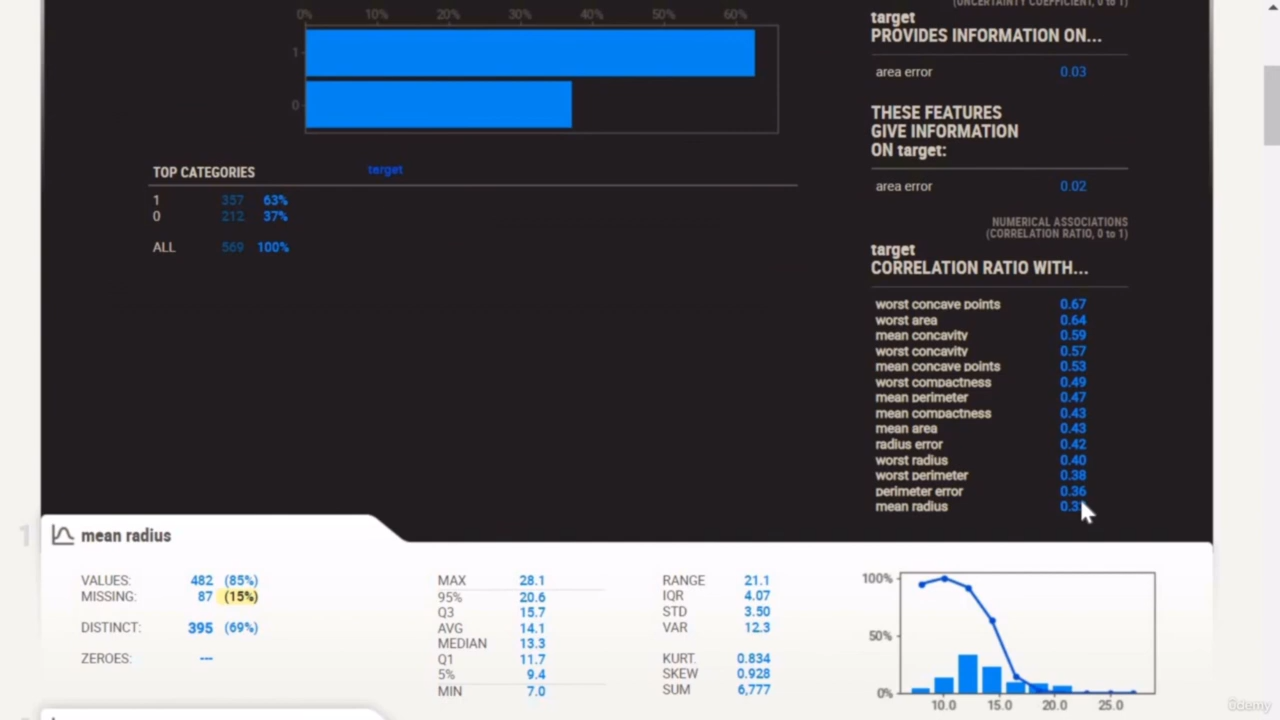 (UNCERTAINTY COEFFICIENT, 0 to 1)
0% 10% 20% 30% 40% 50% 60%
1
0
target
PROVIDES INFORMATION ON...
area error 0.03
THESE FEATURES
GIVE INFORMATION
ON target:
area error 0.02
TOP CATEGORIES target
1 357 63%
0 212 37%
ALL 569 100%
NUMERICAL ASSOCIATIONS
(CORRELATION RATIO, 0 to 1)
target
CORRELATION RATIO WITH...
worst concave points 0.67
worst area 0.64
mean concavity 0.59
worst concavity 0.57
mean concave points 0.53
worst compactness 0.49
mean perimeter 0.47
mean compactness 0.43
mean area 0.43
radius error 0.42
worst radius 0.40
worst perimeter 0.38
perimeter error 0.36
mean radius
1 mean radius
VALUES: 482 (85%)
MISSING: 87 (15%)
DISTINCT: 395 (69%)
ZEROES: ---
MAX 28.1
95% 20.6
Q3 15.7
AVG 14.1
MEDIAN 13.3
Q1 11.7
5% 9.4
MIN 7.0
RANGE 21.1
IQR 4.07
STD 3.50
VAR 12.3
KURT. 0.834
SKEW 0.928
SUM 6,777
100%
50%
0%
10.0 15.0 20.0 25.0
ûdemy